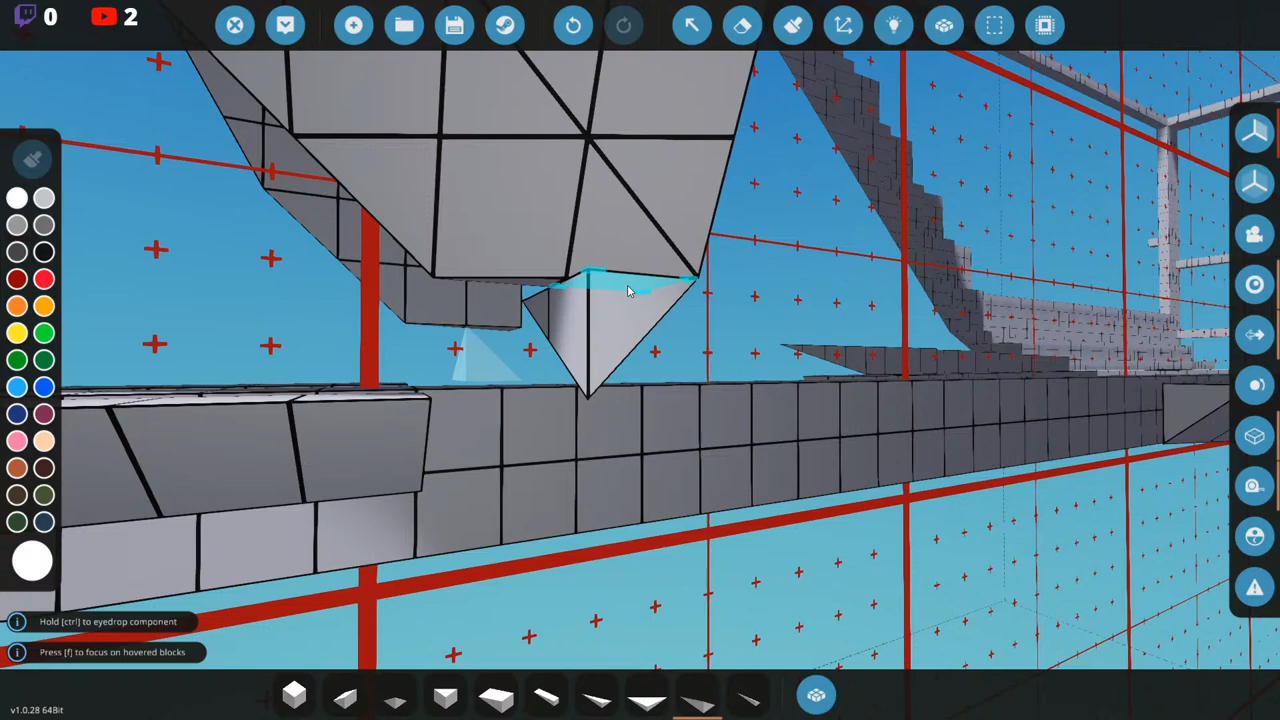 0 2
Hold [ctrl] to eyedrop component
Press [f] to focus on hovered blocks
v1.0.28 64Bit